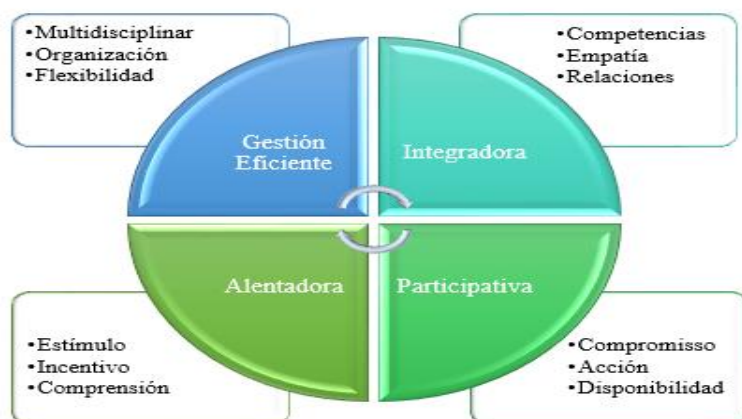 •Multidisciplinar
•Organización
•Flexibilidad
•Competencias
•Empatía
•Relaciones
Gestión
Eficiente
Integradora
Alentadora
Participativa
•Estímulo
•Incentivo
•Comprensión
•Compromisso
•Acción
•Disponibilidad